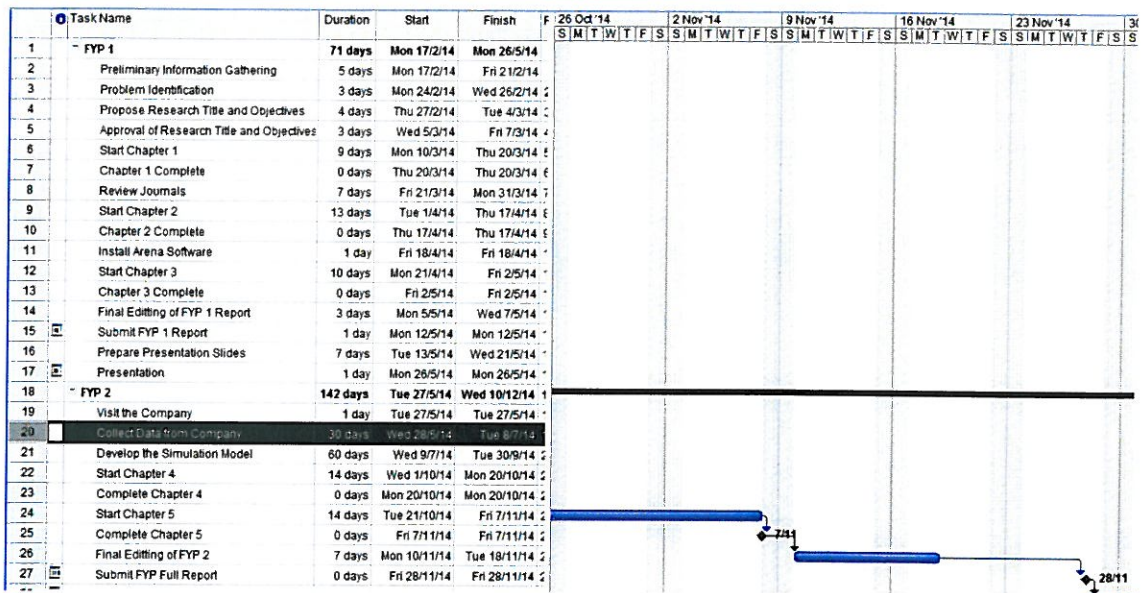 Task Name Duration Start Finish F 26 Oct '14 2 Nov '14 9 Nov '14 16 Nov '14 23 Nov '14 30
S M T W T F S S M T W T F S S M T W T F S S M T W T F S S M T W T F S S
1 FYP 1 71 days Mon 17/2/14 Mon 26/5/14
2 Preliminary Information Gathering 5 days Mon 17/2/14 Fri 21/2/14
3 Problem Identification 3 days Mon 24/2/14 Wed 26/2/14 2
4 Propose Research Title and Objectives 4 days Thu 27/2/14 Tue 4/3/14
5 Approval of Research Title and Objectives 3 days Wed 5/3/14 Fri 7/3/14
6 Start Chapter 1 9 days Mon 10/3/14 Thu 20/3/14
7 Chapter 1 Complete 0 days Thu 20/3/14 Thu 20/3/14
8 Review Journals 7 days Fri 21/3/14 Mon 31/3/14
9 Start Chapter 2 13 days Tue 1/4/14 Thu 17/4/14
10 Chapter 2 Complete 0 days Thu 17/4/14 Thu 17/4/14
11 Install Arena Software 1 day Fri 18/4/14 Fri 18/4/14
12 Start Chapter 3 10 days Mon 21/4/14 Fri 2/5/14
13 Chapter 3 Complete 0 days Fri 2/5/14 Fri 2/5/14
14 Final Editting of FYP 1 Report 3 days Mon 5/5/14 Wed 7/5/14
15 Submit FYP 1 Report 1 day Mon 12/5/14 Mon 12/5/14
16 Prepare Presentation Slides 7 days Tue 13/5/14 Wed 21/5/14
17 Presentation 1 day Mon 26/5/14 Mon 26/5/14
18 FYP 2 142 days Tue 27/5/14 Wed 10/12/14 1
19 Visit the Company 1 day Tue 27/5/14 Tue 27/5/14
20 Collect Data from Company 30 days Wed 28/5/14 Tue 8/7/14
21 Develop the Simulation Model 60 days Wed 9/7/14 Tue 30/9/14 2
22 Start Chapter 4 14 days Wed 1/10/14 Mon 20/10/14 2
23 Complete Chapter 4 0 days Mon 20/10/14 Mon 20/10/14 2
24 Start Chapter 5 14 days Tue 21/10/14 Fri 7/11/14 2
25 Complete Chapter 5 0 days Fri 7/11/14 Fri 7/11/14 2 7/11
26 Final Editting of FYP 2 7 days Mon 10/11/14 Tue 18/11/14 2
27 Submit FYP Full Report 0 days Fri 28/11/14 Fri 28/11/14 2 28/11